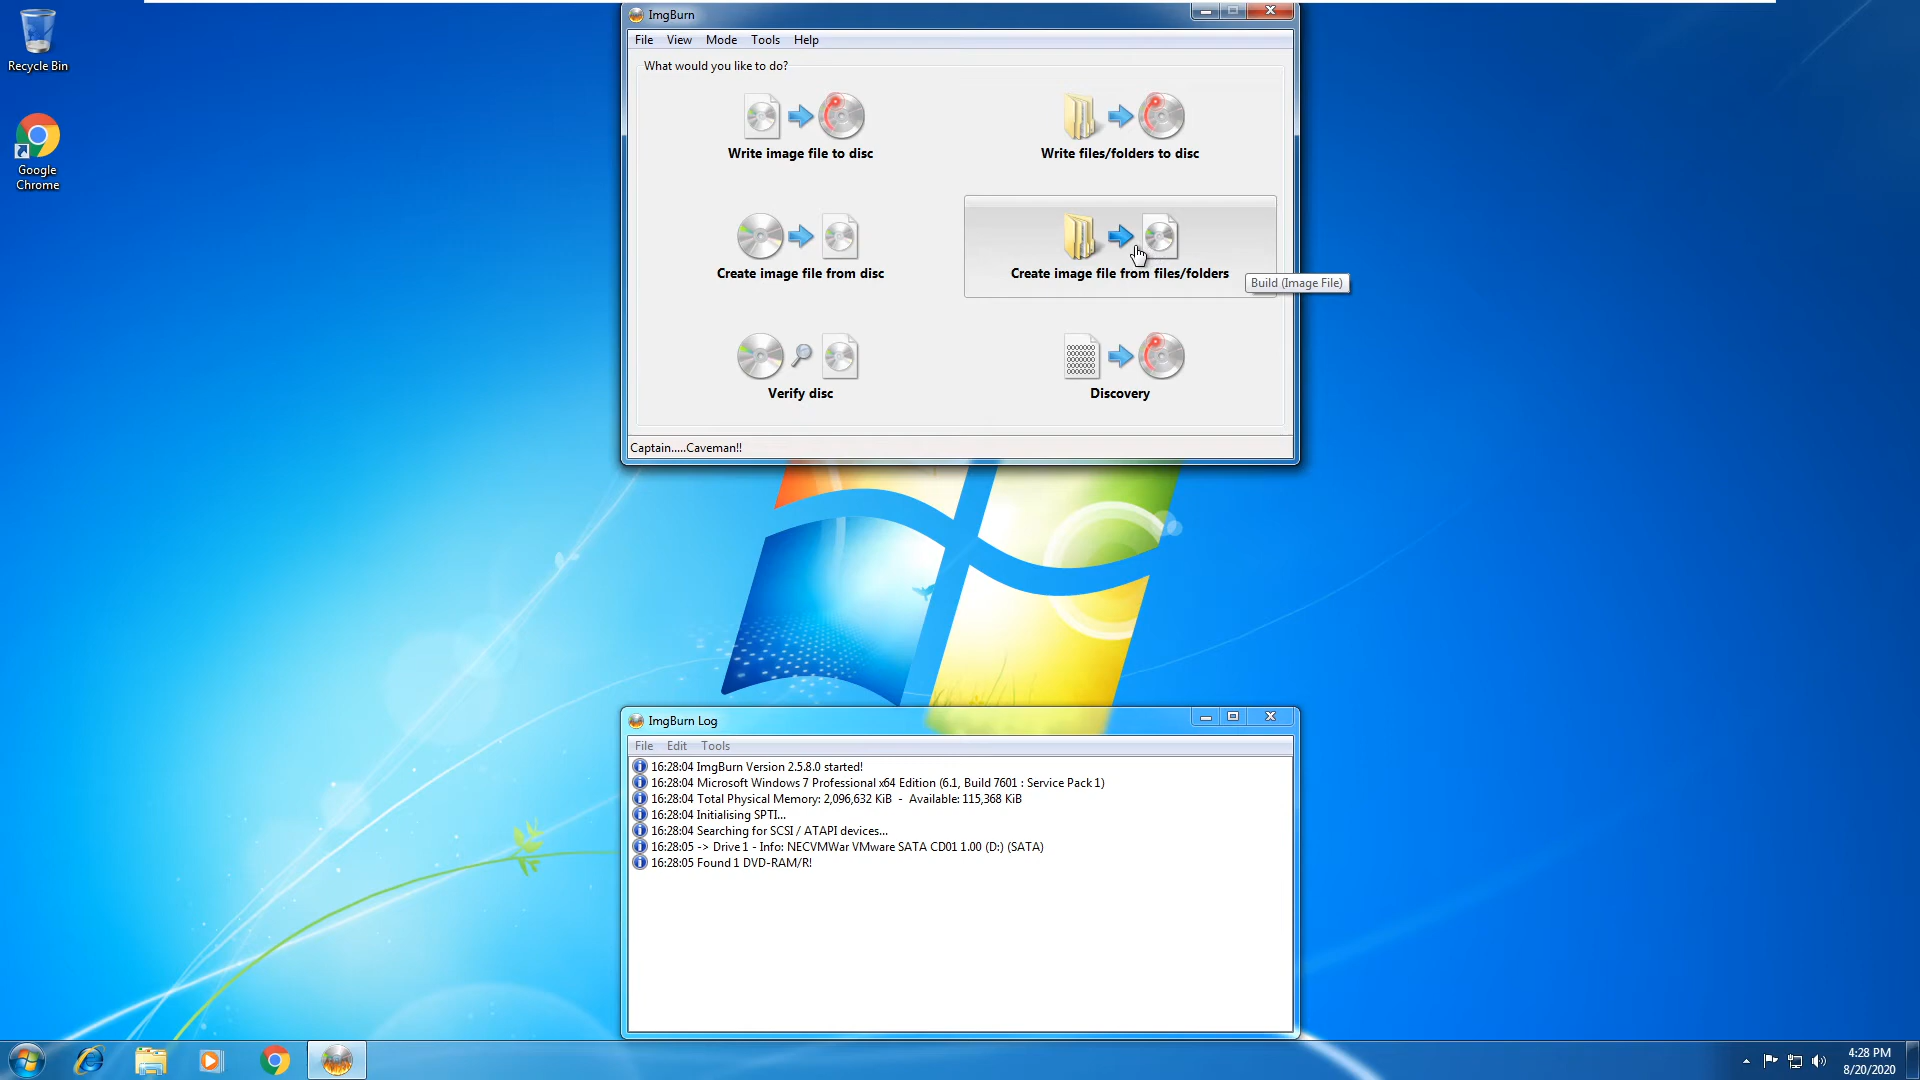 Recycle Bin
Google
Chrome
ImgBurn
File View Mode Tools Help
What would you like to do?
Write image file to disc
Write files/folders to disc
Create image file from disc
Create image file from files/folders
Build (Image File)
Verify disc
Discovery
Captain.....Caveman!!
ImgBurn Log
File Edit Tools
16:28:04 ImgBurn Version 2.5.8.0 started!
16:28:04 Microsoft Windows 7 Professional x64 Edition (6.1, Build 7601 : Service Pack 1)
16:28:04 Total Physical Memory: 2,096,632 KiB - Available: 115,368 KiB
16:28:04 Initialising SPTI...
16:28:04 Searching for SCSI / ATAPI devices...
16:28:05 -> Drive 1 - Info: NECVMWar VMware SATA CD01 1.00 (D:) (SATA)
16:28:05 Found 1 DVD-RAM/R!
4:28 PM
8/20/2020